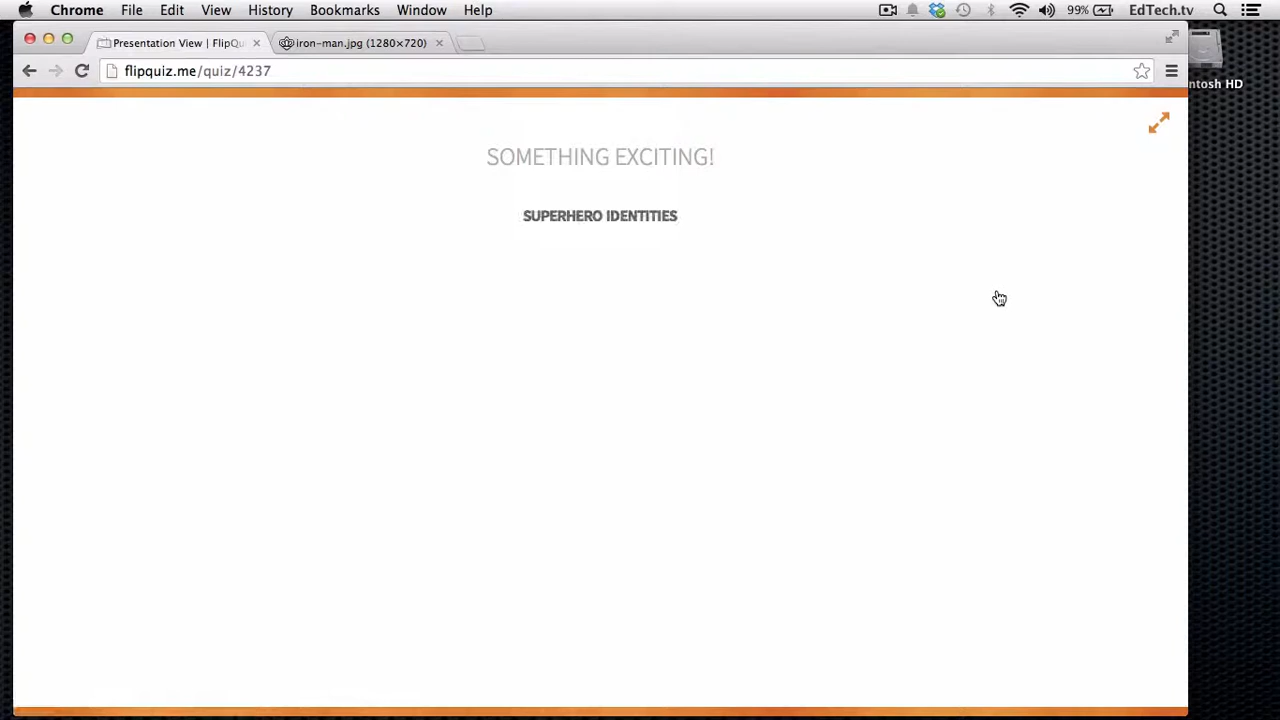 Chrome File Edit View History Bookmarks Window Help 99% EdTech.tv
Presentation View | FlipQu
iron-man.jpg (1280×720)
flipquiz.me/quiz/4237
ntosh HD
SOMETHING EXCITING!
SUPERHERO IDENTITIES